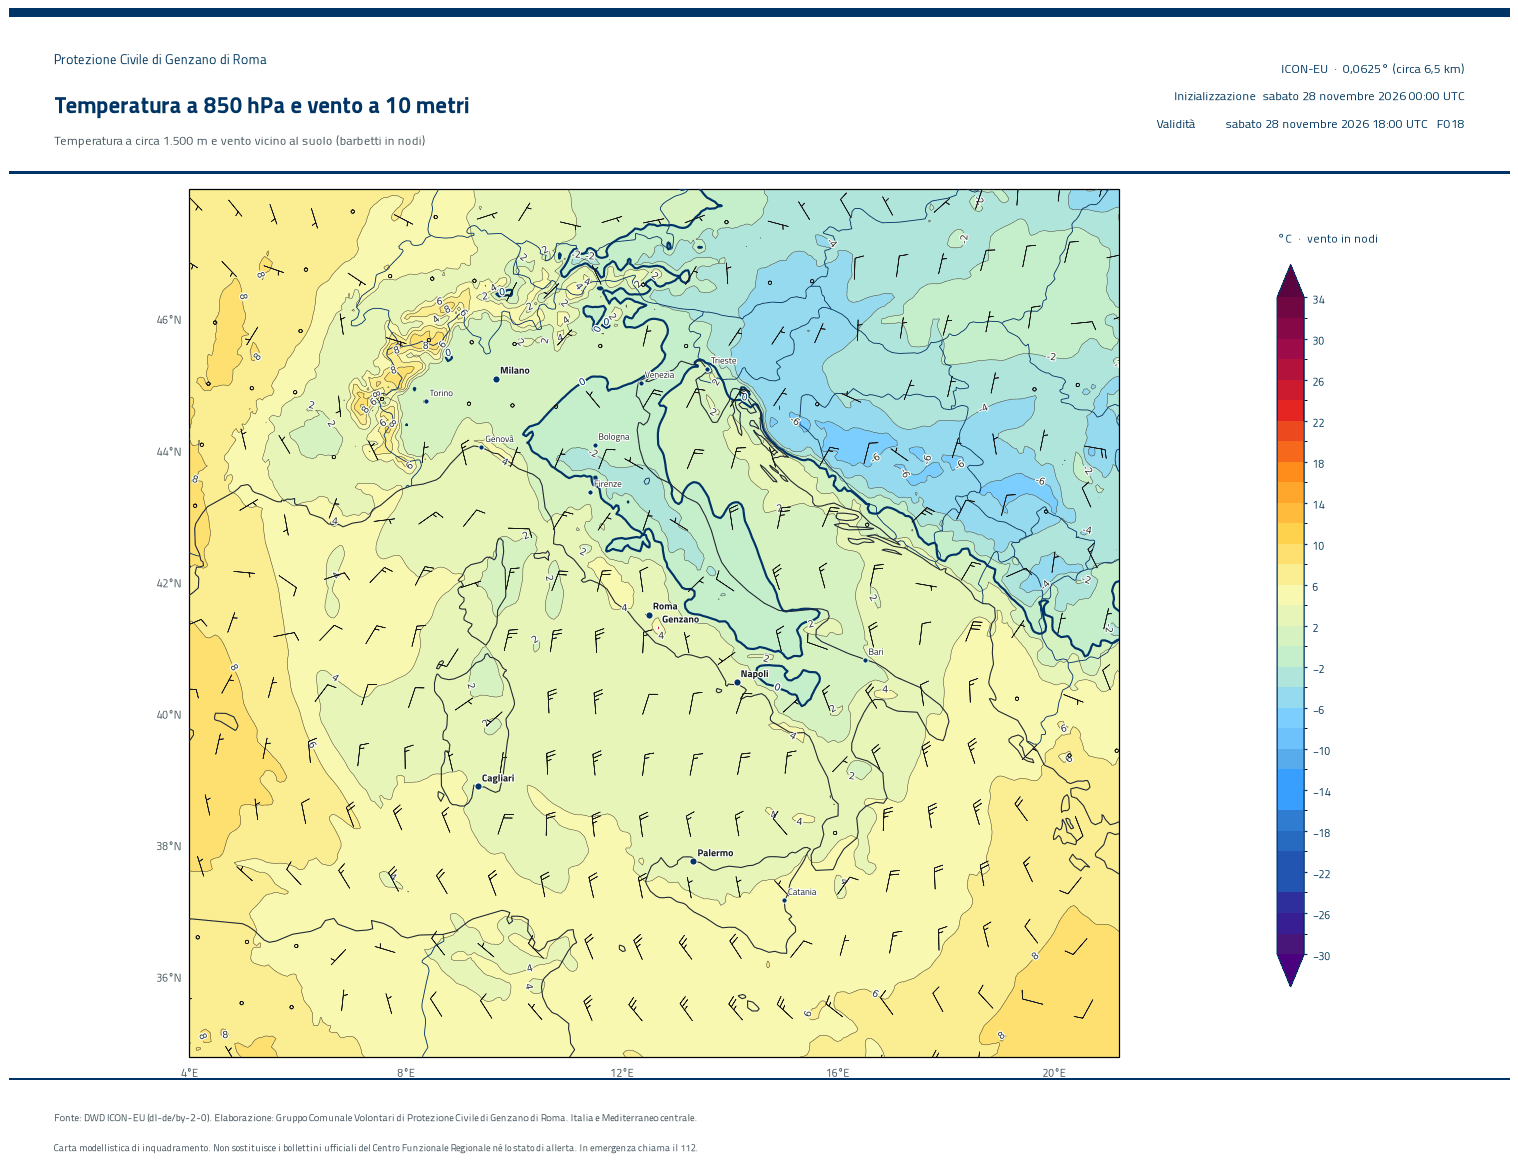 Protezione Civile di Genzano di Roma
Temperatura a 850 hPa e vento a 10 metri
Temperatura a circa 1.500 m e vento vicino al suolo (barbetti in nodi)
ICON-EU · 0,0625° (circa 6,5 km)
Inizializzazione sabato 28 novembre 2026 00:00 UTC
Validità sabato 28 novembre 2026 18:00 UTC F018
°C · vento in nodi
34
30
26
22
18
14
10
6
2
−2
−6
−10
−14
−18
−22
−26
−30
46°N
44°N
42°N
40°N
38°N
36°N
4°E
8°E
12°E
16°E
20°E
Trieste
Milano
Venezia
Torino
Genova
Bologna
Firenze
Roma
Genzano
Bari
Napoli
Cagliari
Palermo
Catania
Fonte: DWD ICON-EU (dl-de/by-2-0). Elaborazione: Gruppo Comunale Volontari di Protezione Civile di Genzano di Roma. Italia e Mediterraneo centrale.
Carta modellistica di inquadramento. Non sostituisce i bollettini ufficiali del Centro Funzionale Regionale né lo stato di allerta. In emergenza chiama il 112.